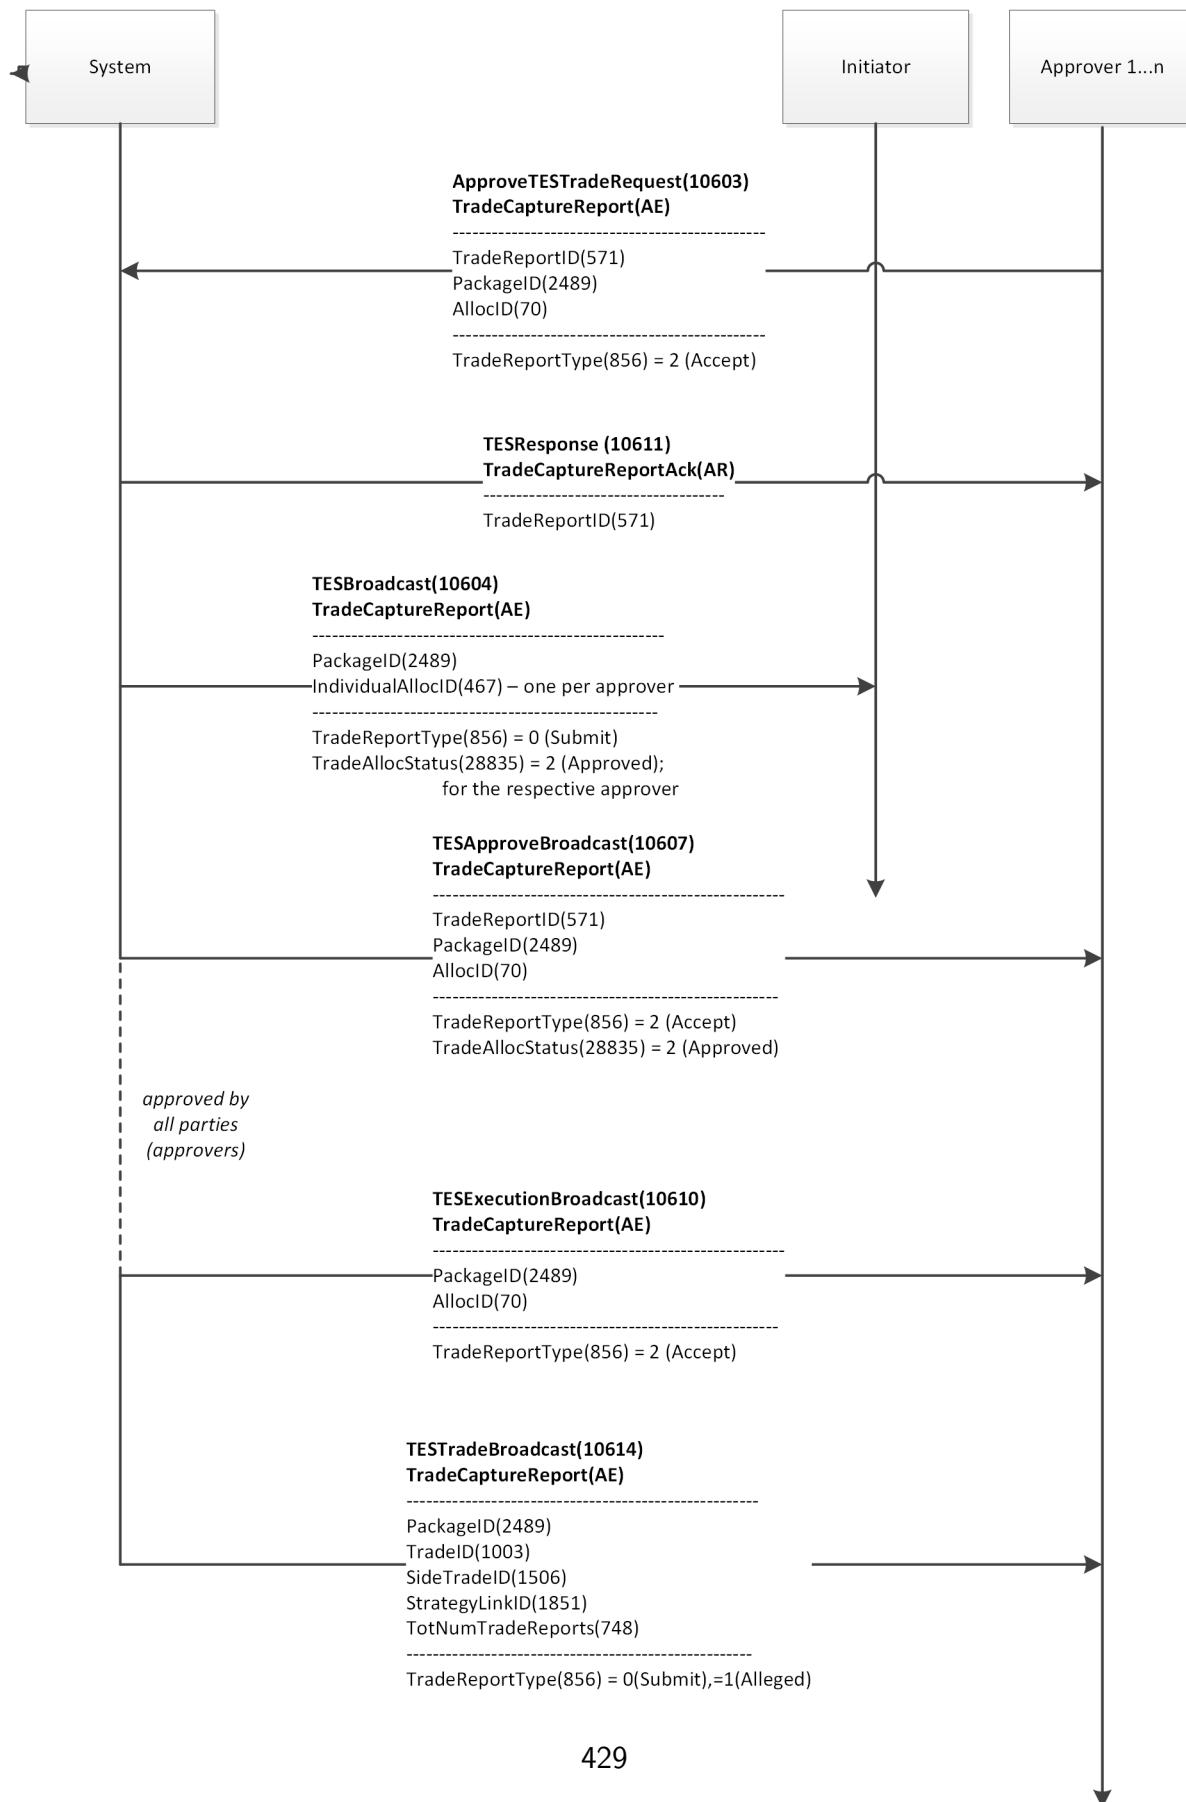 System
Initiator
Approver 1...n
ApproveTESTradeRequest(10603)
TradeCaptureReport(AE)
------------------------------------------------
TradeReportID(571)
PackageID(2489)
AllocID(70)
------------------------------------------------
TradeReportType(856) = 2 (Accept)
TESResponse (10611)
TradeCaptureReportAck(AR)
-------------------------------------
TradeReportID(571)
TESBroadcast(10604)
TradeCaptureReport(AE)
------------------------------------------------------
PackageID(2489)
IndividualAllocID(467) – one per approver
-----------------------------------------------------
TradeReportType(856) = 0 (Submit)
TradeAllocStatus(28835) = 2 (Approved);
for the respective approver
TESApproveBroadcast(10607)
TradeCaptureReport(AE)
------------------------------------------------------
TradeReportID(571)
PackageID(2489)
AllocID(70)
-----------------------------------------------------
TradeReportType(856) = 2 (Accept)
TradeAllocStatus(28835) = 2 (Approved)
approved by
all parties
(approvers)
TESExecutionBroadcast(10610)
TradeCaptureReport(AE)
------------------------------------------------------
PackageID(2489)
AllocID(70)
-----------------------------------------------------
TradeReportType(856) = 2 (Accept)
TESTradeBroadcast(10614)
TradeCaptureReport(AE)
------------------------------------------------------
PackageID(2489)
TradeID(1003)
SideTradeID(1506)
StrategyLinkID(1851)
TotNumTradeReports(748)
-----------------------------------------------------
TradeReportType(856) = 0(Submit),=1(Alleged)
429